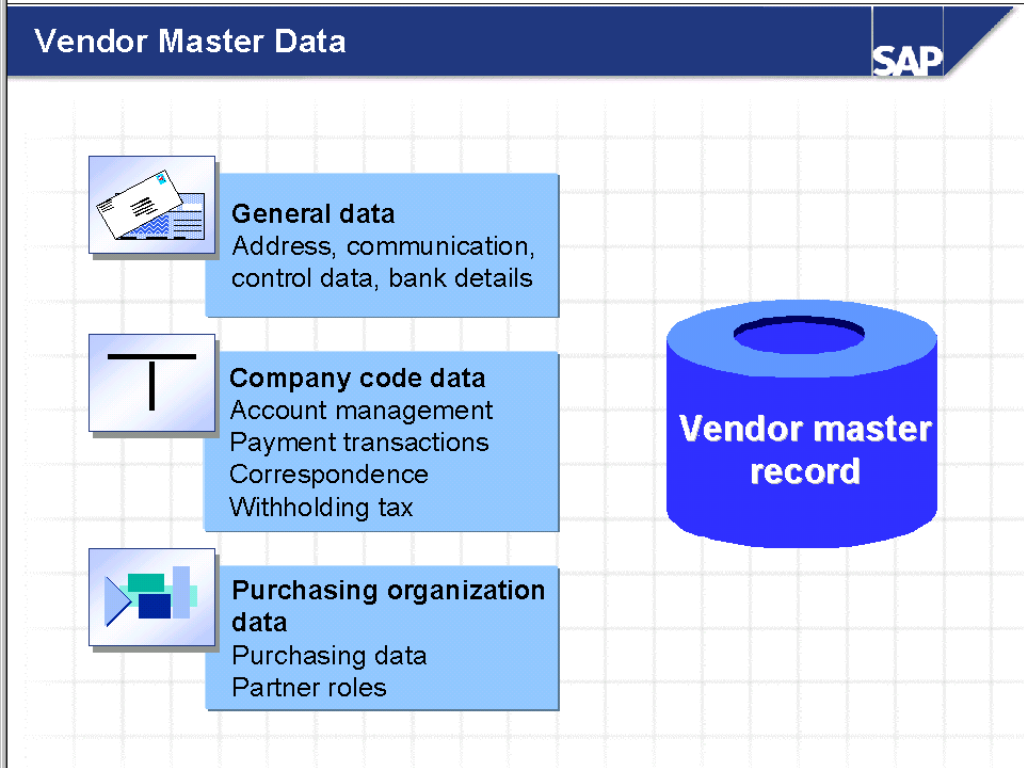 Vendor Master Data
SAP
General data
Address, communication,
control data, bank details
Company code data
Account management
Payment transactions
Correspondence
Withholding tax
Purchasing organization
data
Purchasing data
Partner roles
Vendor master
record